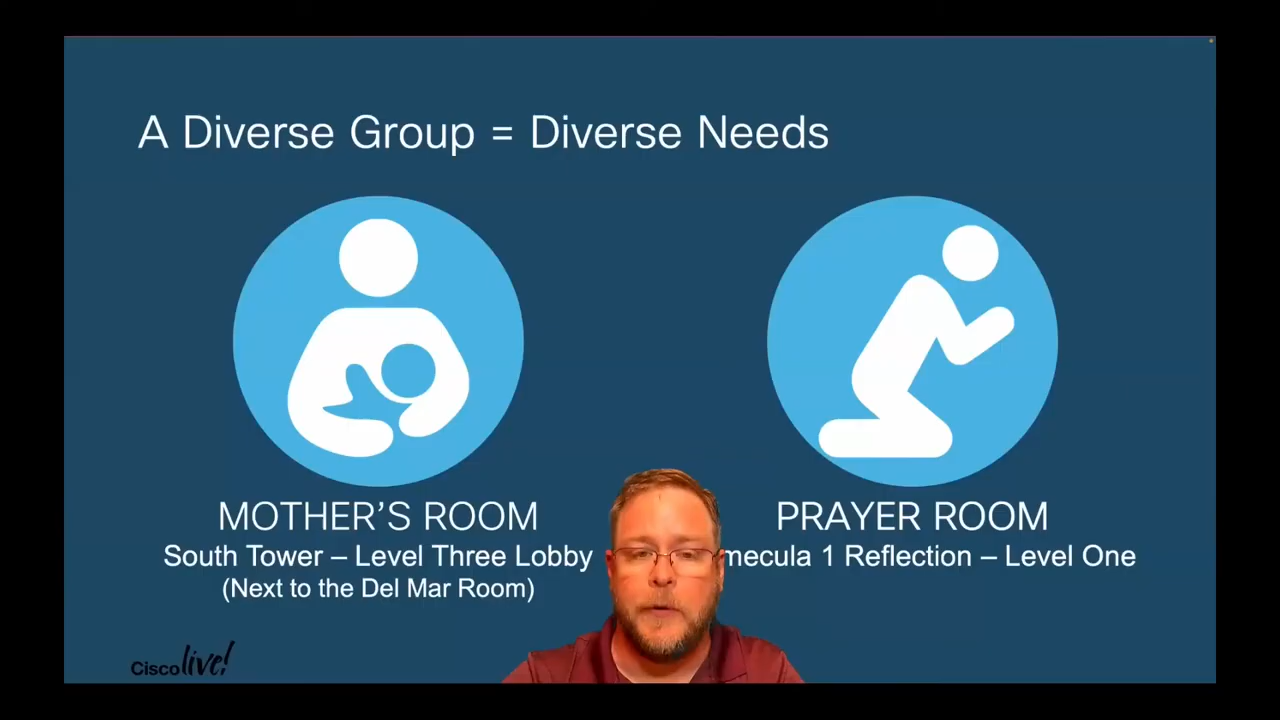 A Diverse Group = Diverse Needs
MOTHER'S ROOM
South Tower – Level Three Lobby
(Next to the Del Mar Room)
PRAYER ROOM
1 Reflection – Level One
Cisco live!